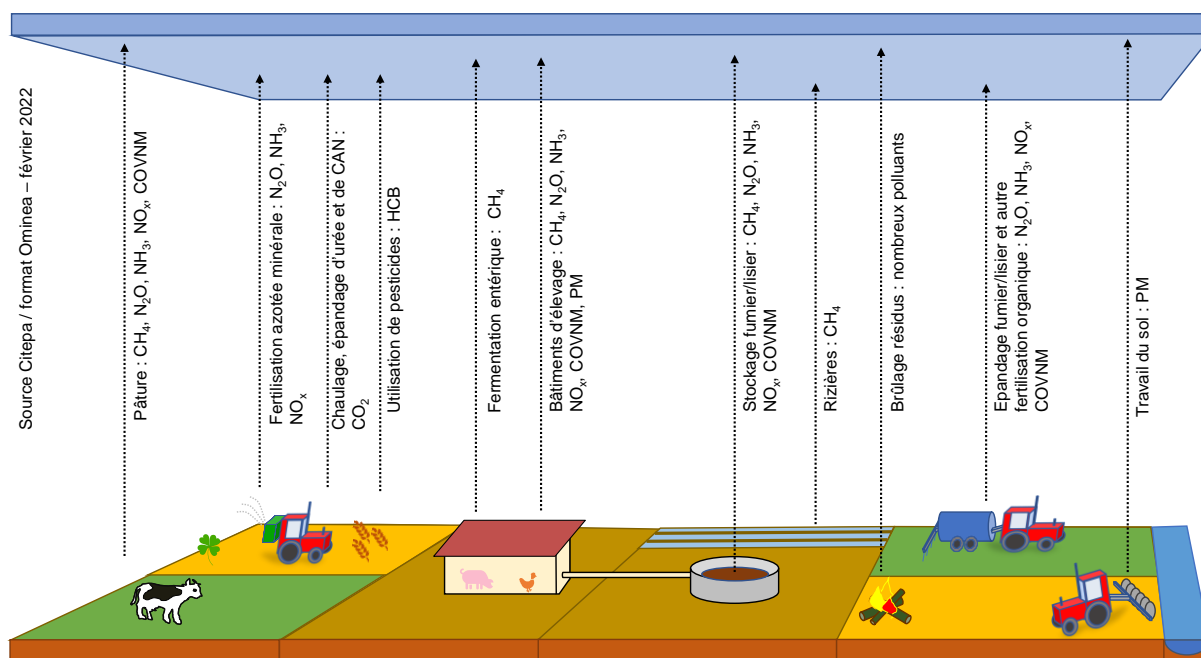 Source Citepa / format Ominea – février 2022
Pâture : CH₄, N₂O, NH₃, NOₓ, COVNM
Fertilisation azotée minérale : N₂O, NH₃,
NOₓ
Chaulage, épandage d'urée et de CAN :
CO₂
Utilisation de pesticides : HCB
Fermentation entérique : CH₄
Bâtiments d'élevage : CH₄, N₂O, NH₃,
NOₓ, COVNM, PM
Stockage fumier/lisier : CH₄, N₂O, NH₃,
NOₓ, COVNM
Rizières : CH₄
Brûlage résidus : nombreux polluants
Epandage fumier/lisier et autre
fertilisation organique : N₂O, NH₃, NOₓ,
COVNM
Travail du sol : PM